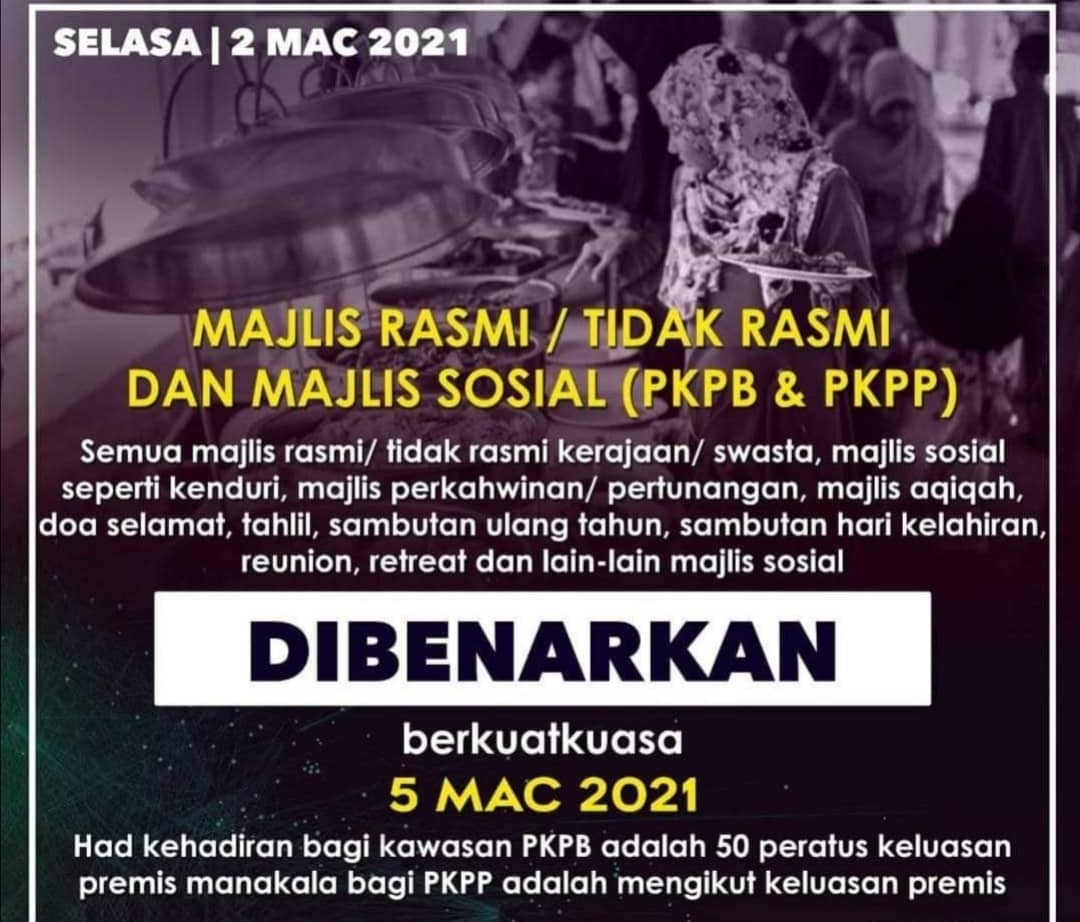 SELASA | 2 MAC 2021
MAJLIS RASMI / TIDAK RASMI
DAN MAJLIS SOSIAL (PKPB & PKPP)
Semua majlis rasmi/ tidak rasmi kerajaan/ swasta, majlis sosial
seperti kenduri, majlis perkahwinan/ pertunangan, majlis aqiqah,
doa selamat, tahlil, sambutan ulang tahun, sambutan hari kelahiran,
reunion, retreat dan lain-lain majlis sosial
DIBENARKAN
berkuatkuasa
5 MAC 2021
Had kehadiran bagi kawasan PKPB adalah 50 peratus keluasan
premis manakala bagi PKPP adalah mengikut keluasan premis